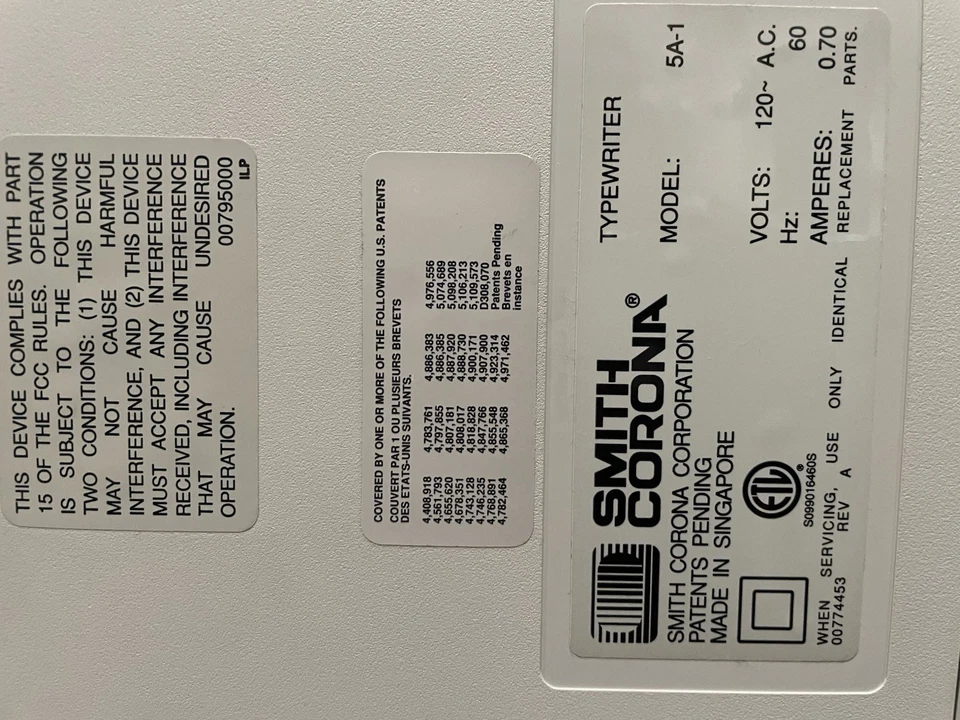 THIS DEVICE COMPLIES WITH PART
15 OF THE FCC RULES. OPERATION
IS SUBJECT TO THE FOLLOWING
TWO CONDITIONS: (1) THIS DEVICE
MAY NOT CAUSE HARMFUL
INTERFERENCE, AND (2) THIS DEVICE
MUST ACCEPT ANY INTERFERENCE
RECEIVED, INCLUDING INTERFERENCE
THAT MAY CAUSE UNDESIRED
OPERATION. 00795000
ILP
COVERED BY ONE OR MORE OF THE FOLLOWING U.S. PATENTS
COUVERT PAR 1 OU PLUSIEURS BREVETS
DES ETATS-UNIS SUIVANTS.
4,408,918 4,783,761 4,886,383 4,976,556
4,561,793 4,797,855 4,886,385 5,074,689
4,655,620 4,807,181 4,887,920 5,098,208
4,678,351 4,808,017 4,888,730 5,106,213
4,743,128 4,818,828 4,900,171 5,109,573
4,746,235 4,847,766 4,907,900 D308,070
4,768,891 4,855,548 4,923,314 Patents Pending
4,782,464 4,865,368 4,971,462 Brevets en
instance
SMITH
CORONA®
SMITH CORONA CORPORATION
PATENTS PENDING
MADE IN SINGAPORE
TYPEWRITER
MODEL: 5A-1
VOLTS: 120~ A.C.
Hz: 60
AMPERES: 0.70
ETL®
S099016460S
WHEN SERVICING, USE ONLY IDENTICAL REPLACEMENT PARTS.
00774453 REV A